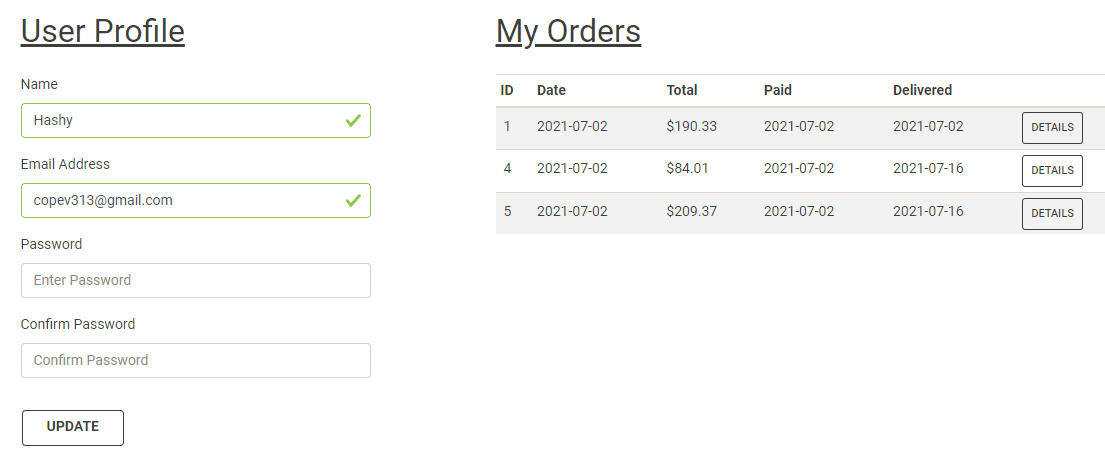 User Profile
Name
Hashy
Email Address
copev313@gmail.com
Password
Enter Password
Confirm Password
Confirm Password
UPDATE
My Orders
ID Date Total Paid Delivered
1 2021-07-02 $190.33 2021-07-02 2021-07-02 DETAILS
4 2021-07-02 $84.01 2021-07-02 2021-07-16 DETAILS
5 2021-07-02 $209.37 2021-07-02 2021-07-16 DETAILS